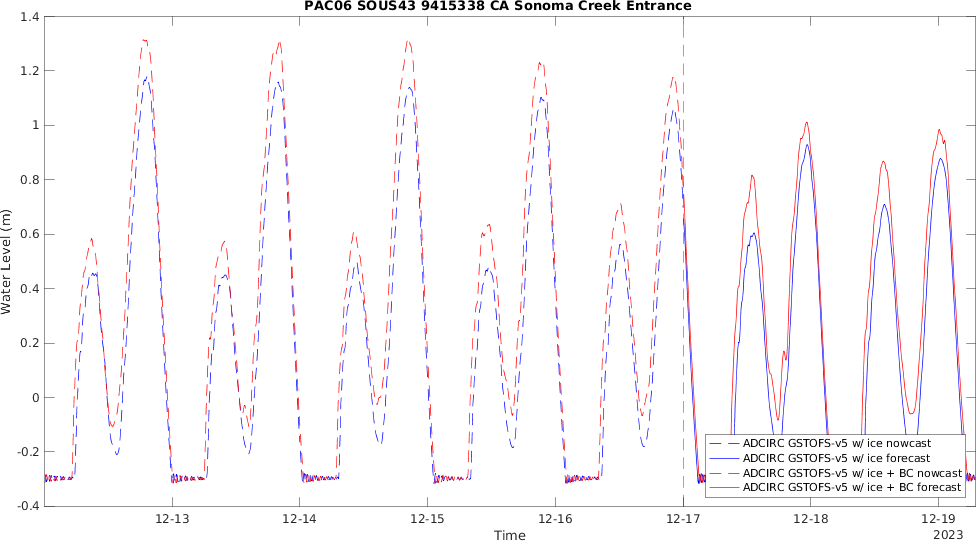 PAC06 SOUS43 9415338 CA Sonoma Creek Entrance
1.4
1.2
1
0.8
0.6
0.4
0.2
0
-0.2
-0.4
Water Level (m)
ADCIRC GSTOFS-v5 w/ ice nowcast
ADCIRC GSTOFS-v5 w/ ice forecast
ADCIRC GSTOFS-v5 w/ ice + BC nowcast
ADCIRC GSTOFS-v5 w/ ice + BC forecast
12-13 12-14 12-15 12-16 12-17 12-18 12-19
Time
2023